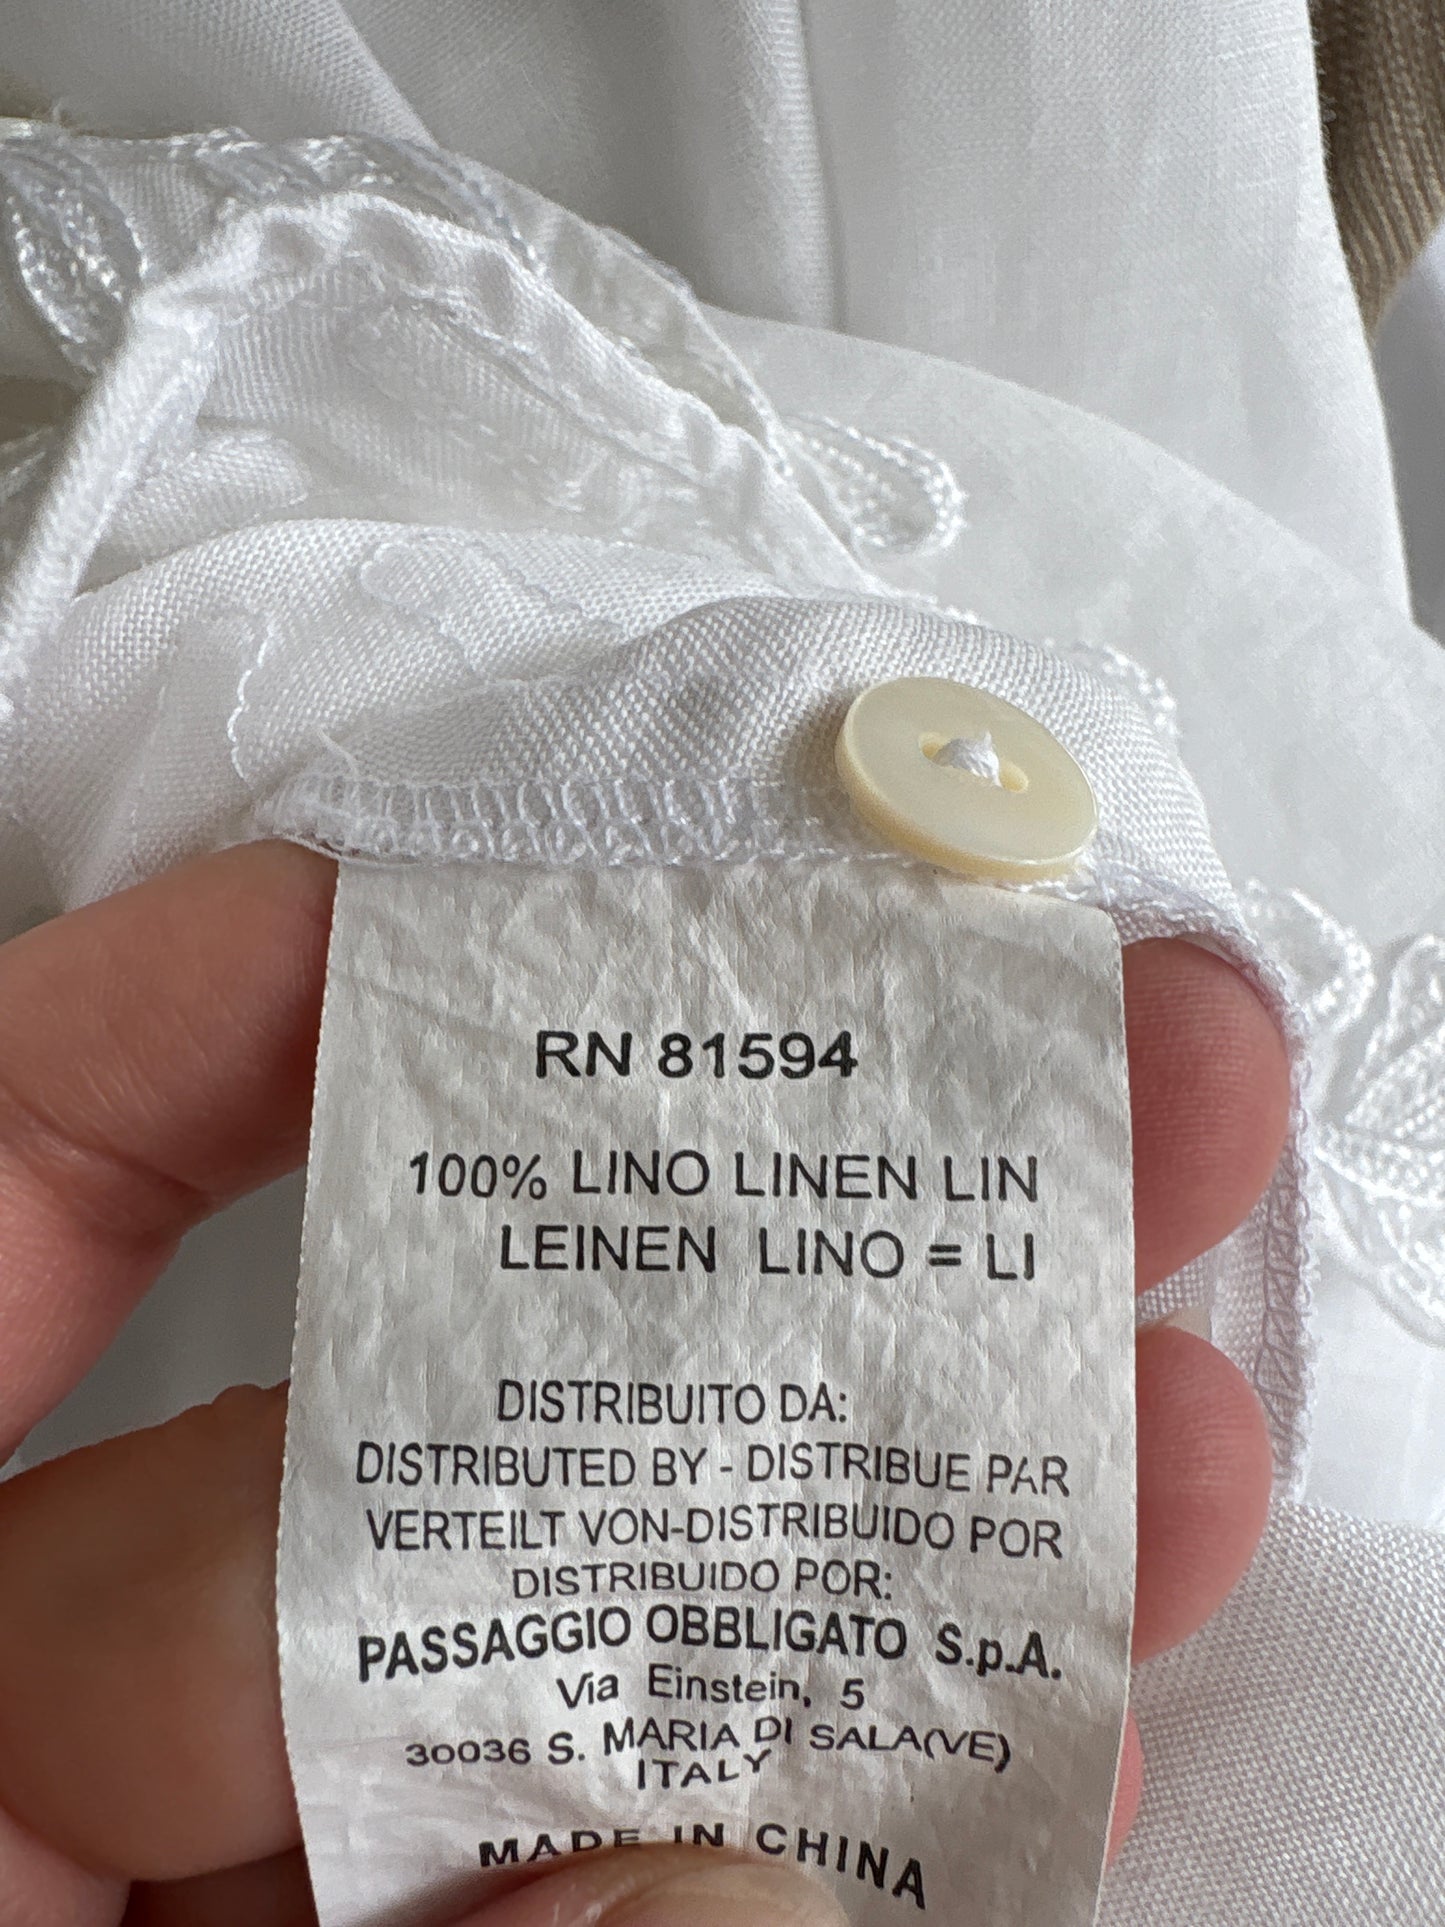 RN 81594
100% LINO LINEN LIN
LEINEN LINO = LI
DISTRIBUITO DA:
DISTRIBUTED BY - DISTRIBUE PAR
VERTEILT VON-DISTRIBUIDO POR
DISTRIBUIDO POR:
PASSAGGIO OBBLIGATO S.p.A.
Via Einstein, 5
30036 S. MARIA DI SALA(VE)
ITALY
MADE IN CHINA